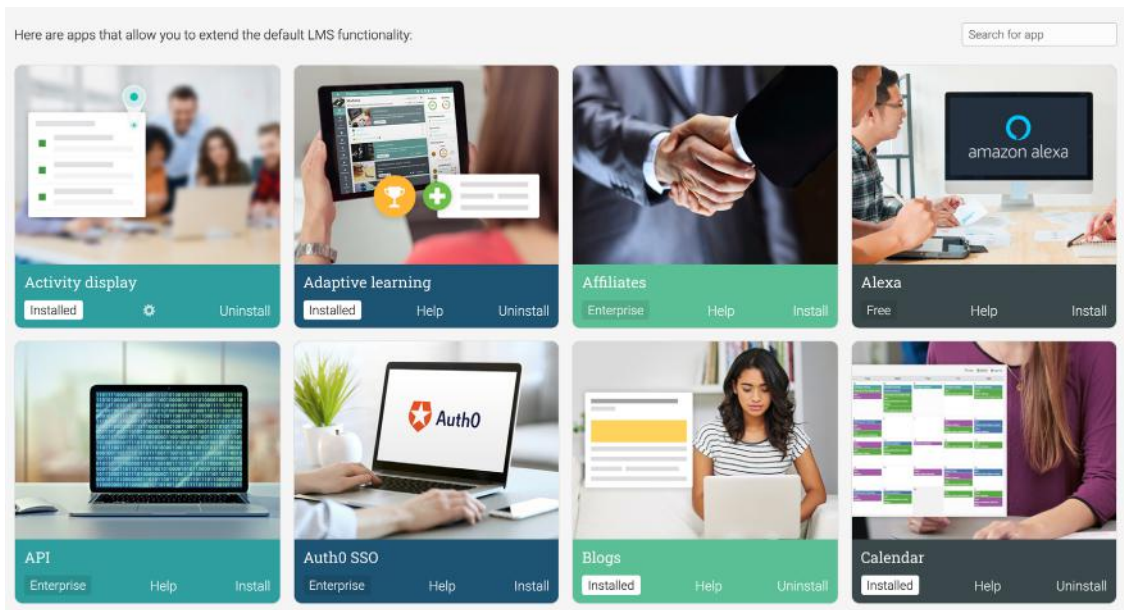 Here are apps that allow you to extend the default LMS functionality:
Search for app
amazon alexa
Activity display
Installed
Uninstall
Adaptive learning
Installed
Help
Uninstall
Affiliates
Enterprise
Help
Install
Alexa
Free
Help
Install
Auth0
API
Enterprise
Help
Install
Auth0 SSO
Enterprise
Help
Install
Blogs
Installed
Help
Uninstall
Calendar
Installed
Help
Uninstall